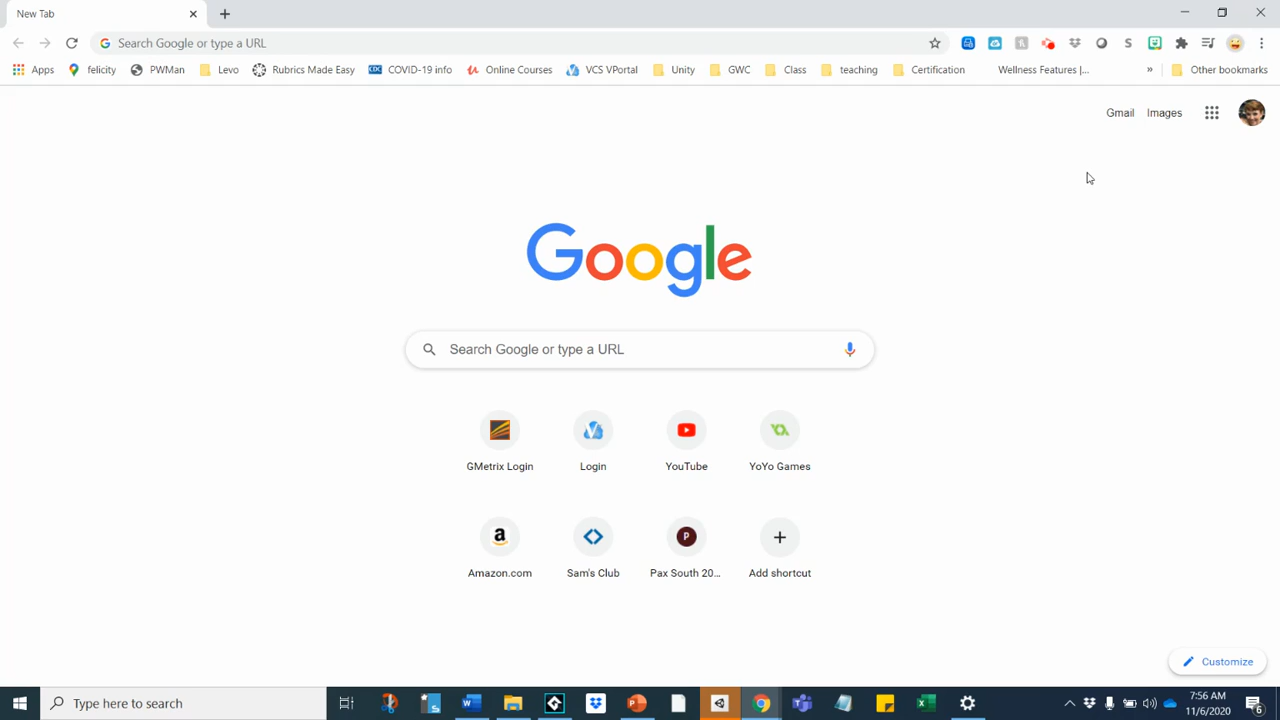 New Tab
Search Google or type a URL
S
Apps felicity PWMan Levo Rubrics Made Easy CDC COVID-19 info Online Courses VCS VPortal Unity GWC Class teaching Certification Wellness Features |... » Other bookmarks
Gmail Images
Google
Search Google or type a URL
GMetrix Login Login YouTube YoYo Games
a P
Amazon.com Sam's Club Pax South 20... Add shortcut
Customize
Type here to search
7:56 AM
11/6/2020
6